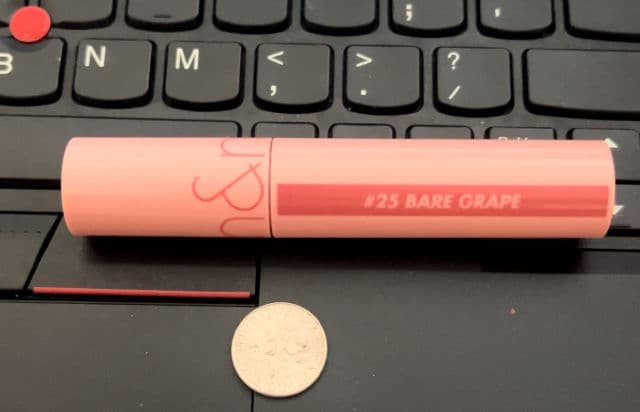 ; '
B N M < , > . ? /
#25 BARE GRAPE